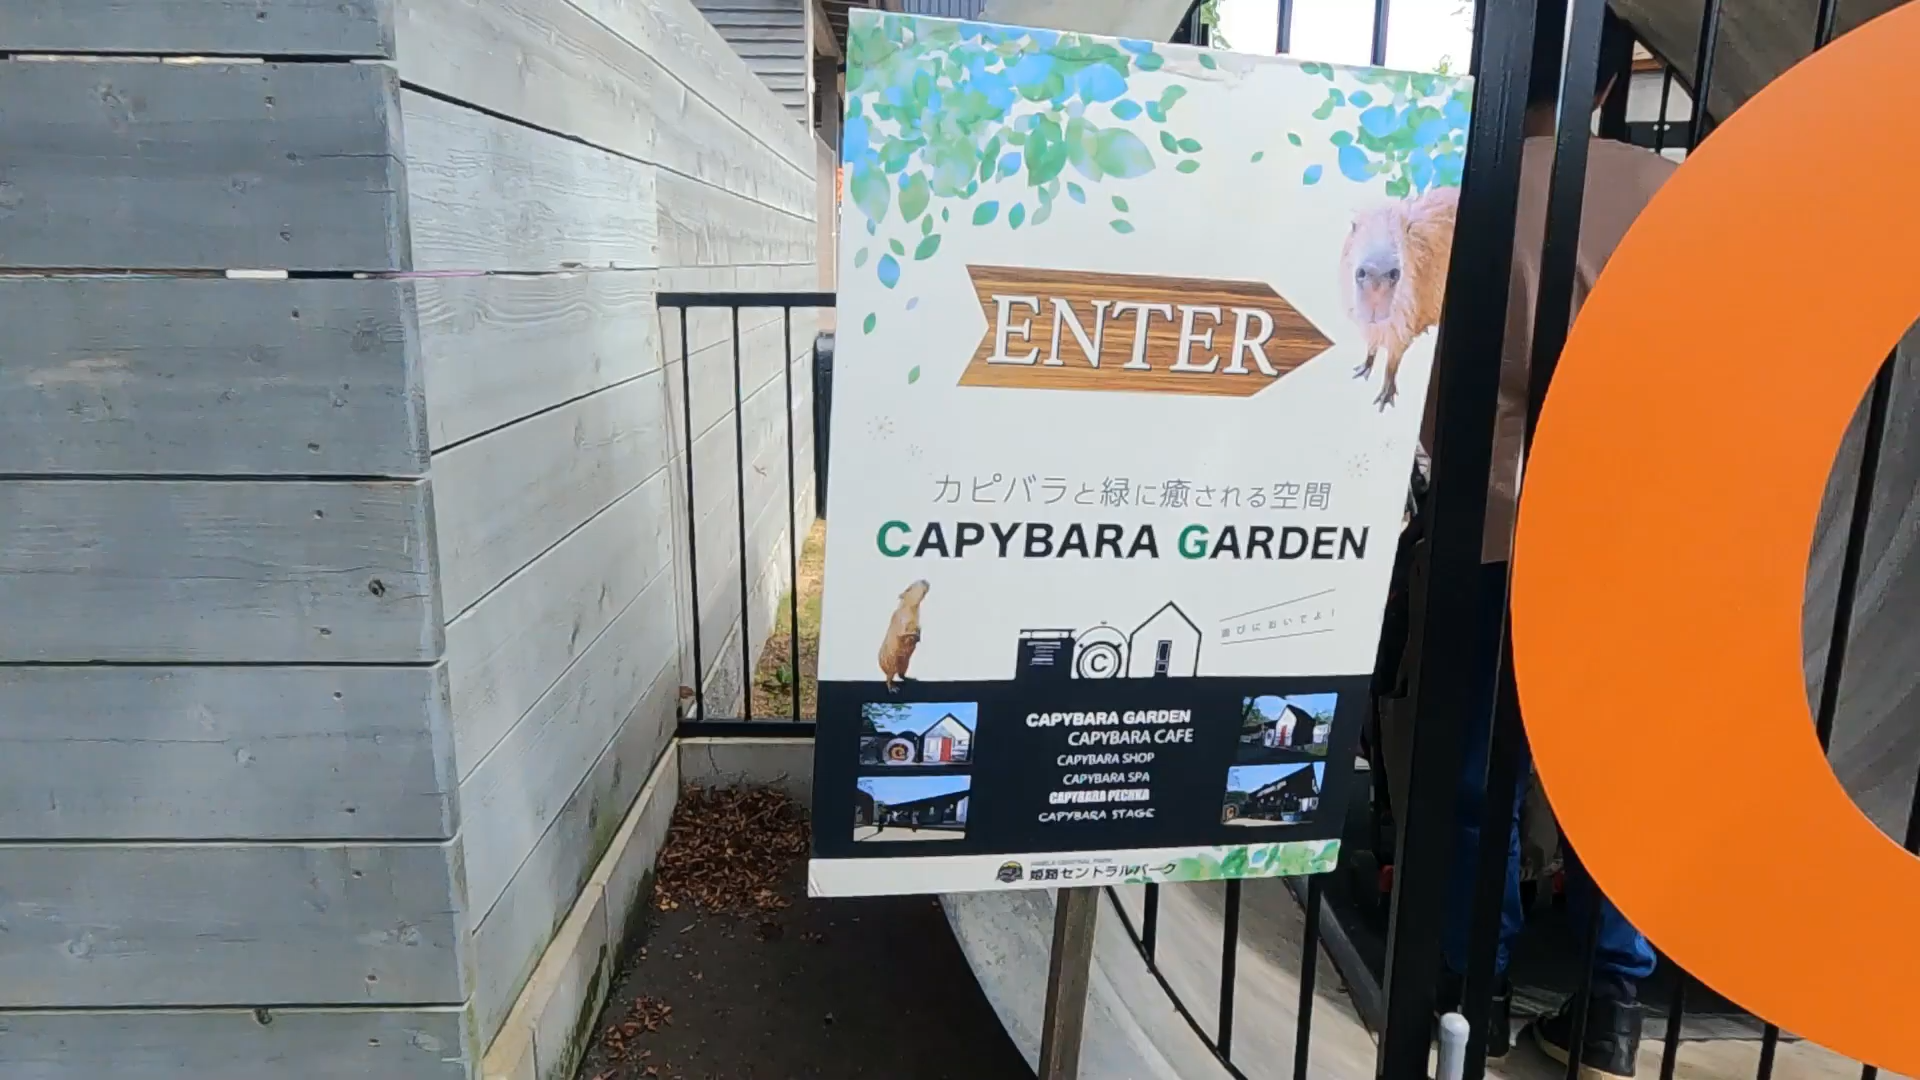 ENTER
カピバラと緑に癒される空間
CAPYBARA GARDEN
遊びにおいでよ！
C
CAPYBARA GARDEN
CAPYBARA CAFE
CAPYBARA SHOP
CAPYBARA SPA
CAPYBARA PECHKA
CAPYBARA STAGE
HIMEJI CENTRAL PARK
姫路セントラルパーク